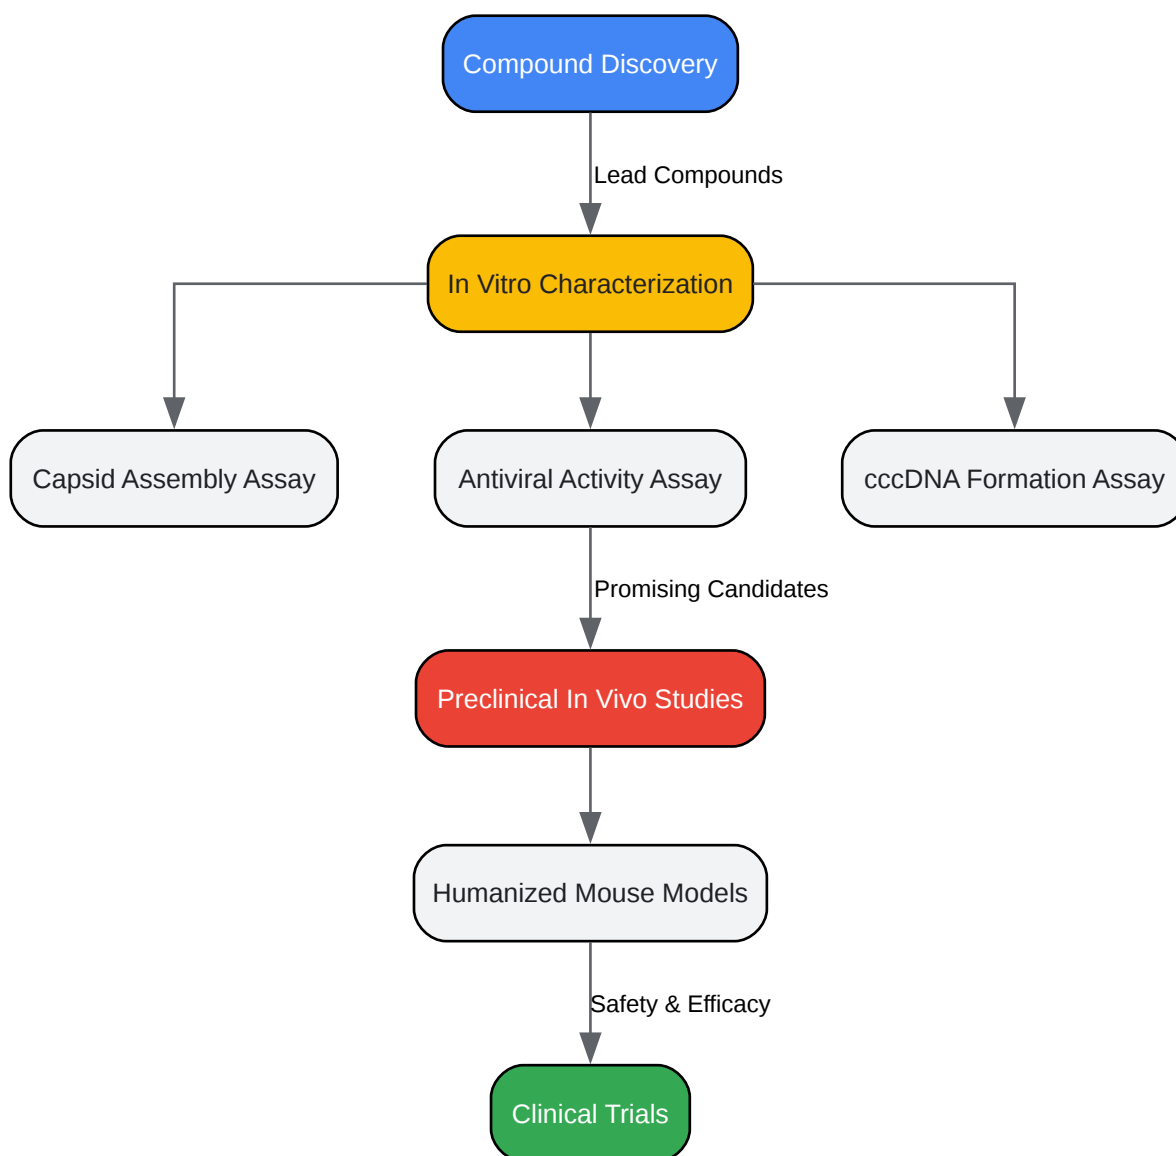 Compound Discovery
Lead Compounds
In Vitro Characterization
Capsid Assembly Assay
Antiviral Activity Assay
cccDNA Formation Assay
Promising Candidates
Preclinical In Vivo Studies
Humanized Mouse Models
Safety & Efficacy
Clinical Trials